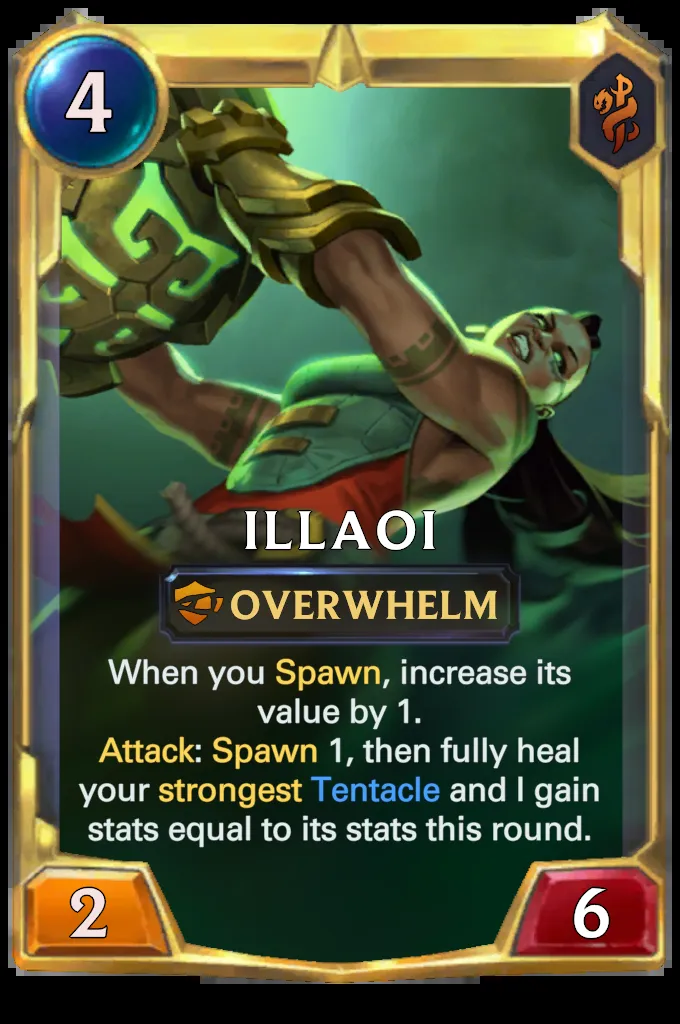 4
ILLAOI
OVERWHELM
When you Spawn, increase its
value by 1.
Attack: Spawn 1, then fully heal
your strongest Tentacle and I gain
stats equal to its stats this round.
2
6